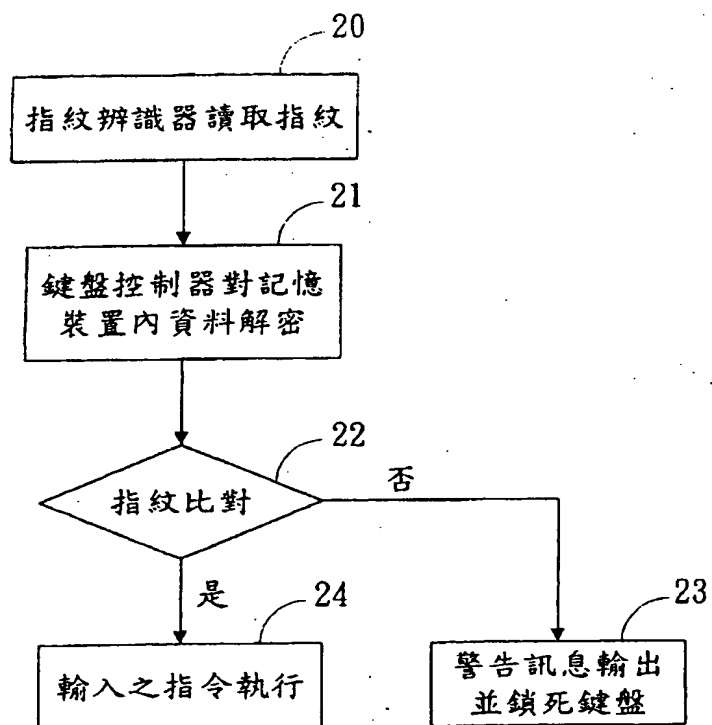 20
指紋辨識器讀取指紋
21
鍵盤控制器對記憶
裝置內資料解密
22
指紋比對
否
是
24
輸入之指令執行
23
警告訊息輸出
並鎖死鍵盤